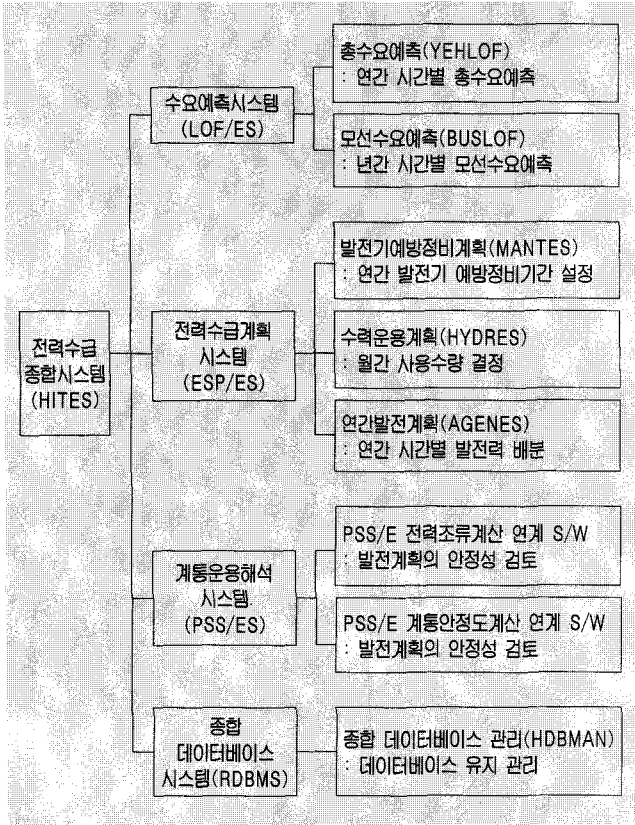 총수요예측(YEHLOF)
: 연간 시간별 총수요예측
수요예측시스템
(LOF/ES)
모선수요예측(BUSLOF)
: 년간 시간별 모선수요예측
발전기예방정비계획(MANTES)
: 연간 발전기 예방정비기간 설정
전력수급
종합시스템
(HITES)
전력수급계획
시스템
(ESP/ES)
수력운용계획(HYDRES)
: 월간 사용수량 결정
연간발전계획(AGENES)
: 연간 시간별 발전력 배분
PSS/E 전력조류계산 연계 S/W
: 발전계획의 안정성 검토
계통운용해석
시스템
(PSS/ES)
PSS/E 계통안정도계산 연계 S/W
: 발전계획의 안정성 검토
종합
데이터베이스
시스템(RDBMS)
종합 데이터베이스 관리(HDBMAN)
: 데이터베이스 유지 관리